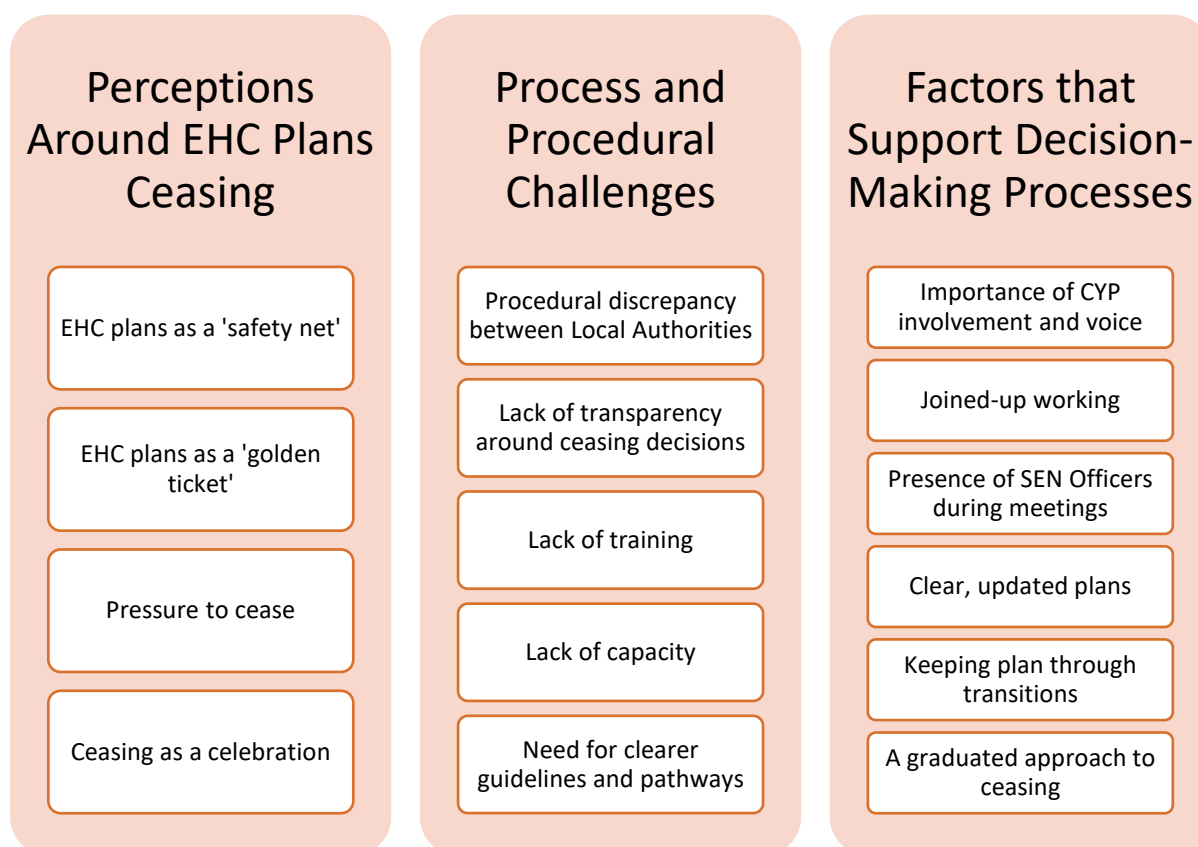 Perceptions
Around EHC Plans
Ceasing
EHC plans as a 'safety net'
EHC plans as a 'golden
ticket'
Pressure to cease
Ceasing as a celebration
Process and
Procedural
Challenges
Procedural discrepancy
between Local Authorities
Lack of transparency
around ceasing decisions
Lack of training
Lack of capacity
Need for clearer
guidelines and pathways
Factors that
Support Decision-
Making Processes
Importance of CYP
involvement and voice
Joined-up working
Presence of SEN Officers
during meetings
Clear, updated plans
Keeping plan through
transitions
A graduated approach to
ceasing